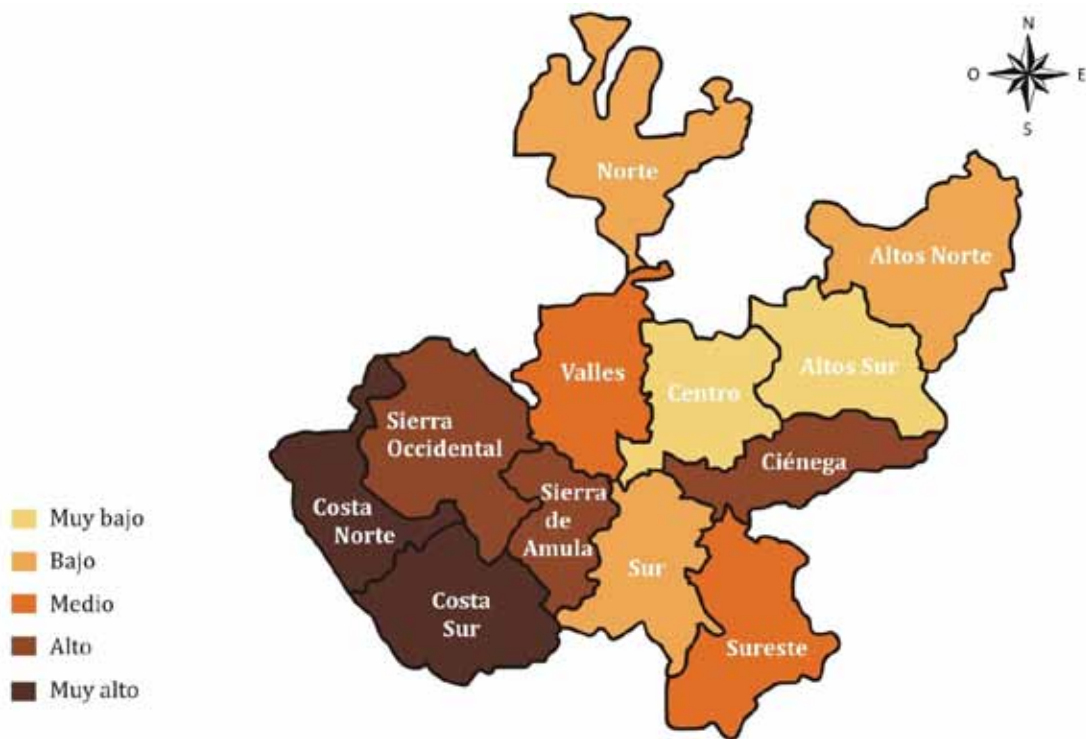 N
O
E
S
Norte
Altos Norte
Valles
Centro
Altos Sur
Sierra
Occidental
Ciénega
Costa
Norte
Sierra
de
Amula
Sur
Costa
Sur
Sureste
Muy bajo
Bajo
Medio
Alto
Muy alto